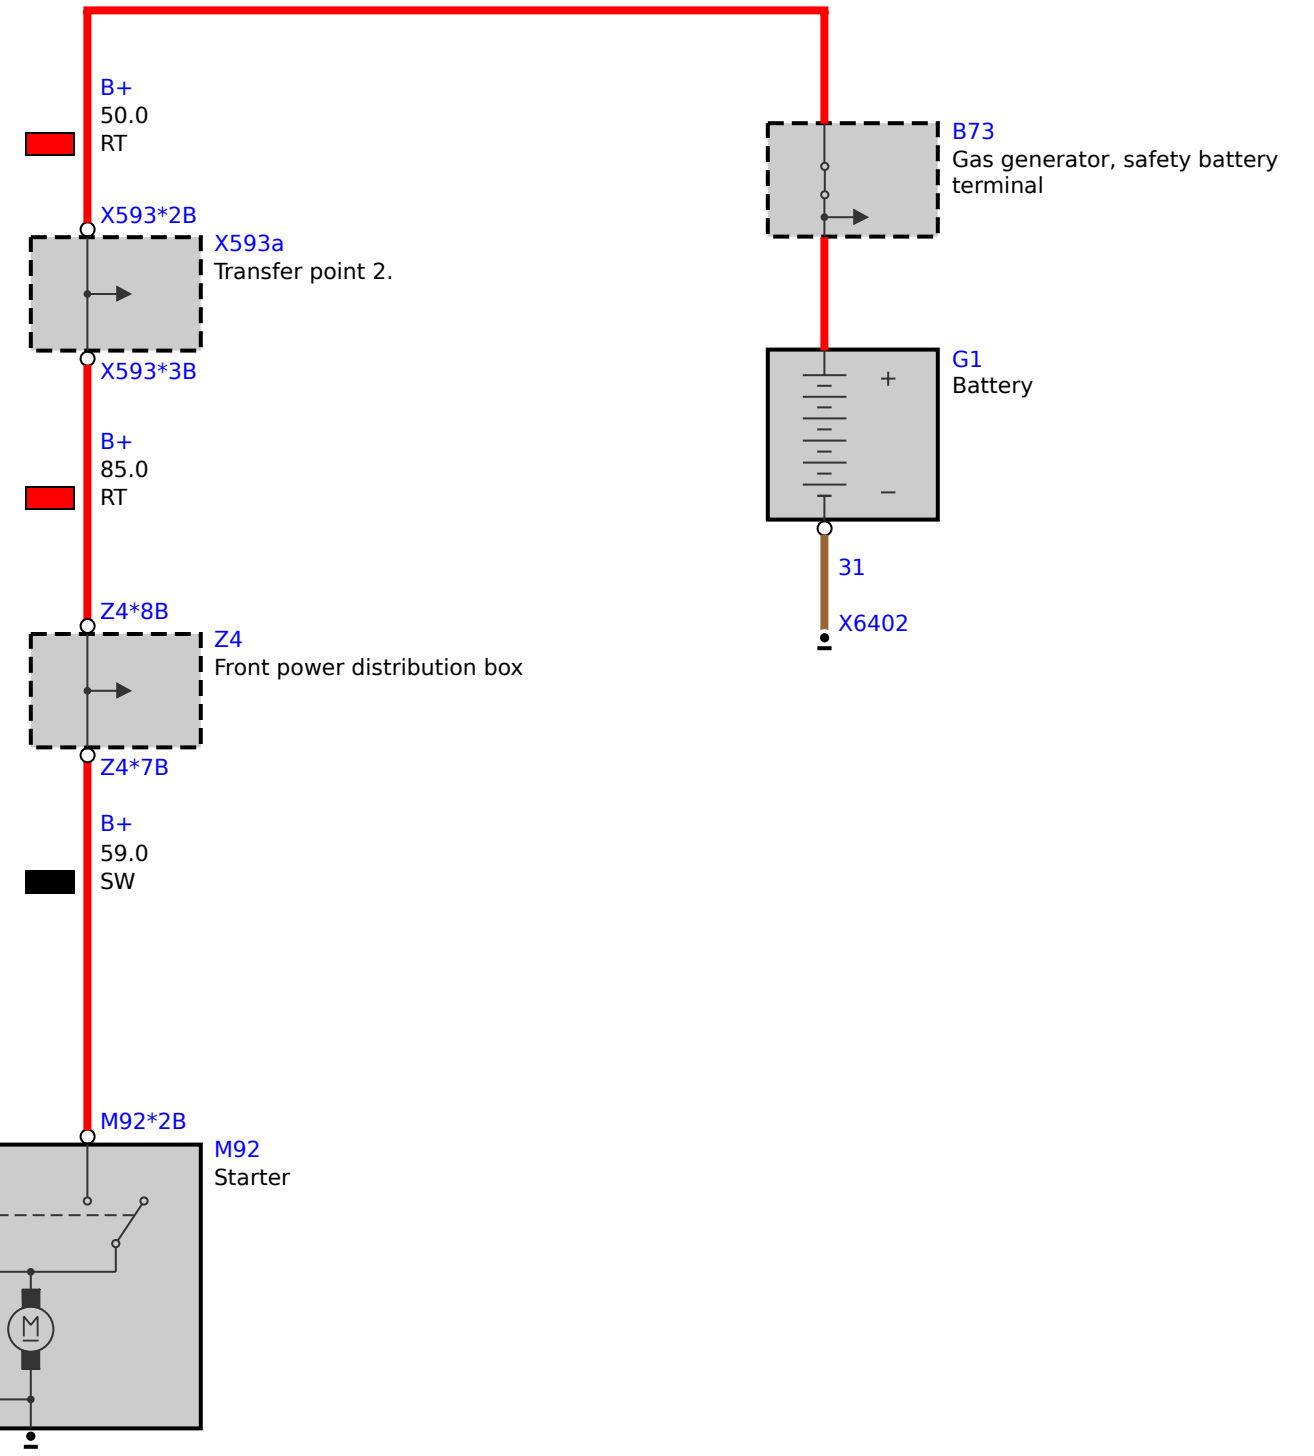 B+
50.0
RT
X593*2B
X593a
Transfer point 2.
X593*3B
B+
85.0
RT
Z4*8B
Z4
Front power distribution box
Z4*7B
B+
59.0
SW
M92*2B
M92
Starter
M
B73
Gas generator, safety battery
terminal
G1
Battery
+
−
31
X6402